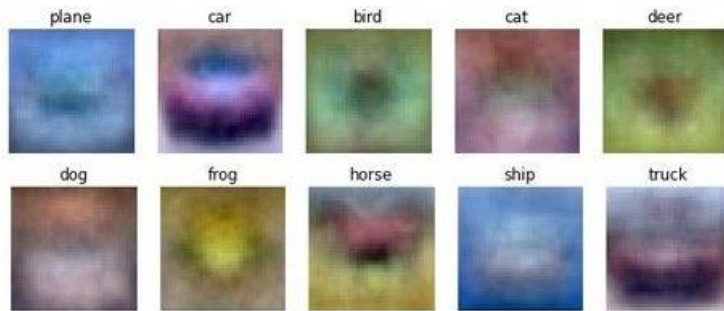 plane car bird cat deer
dog frog horse ship truck